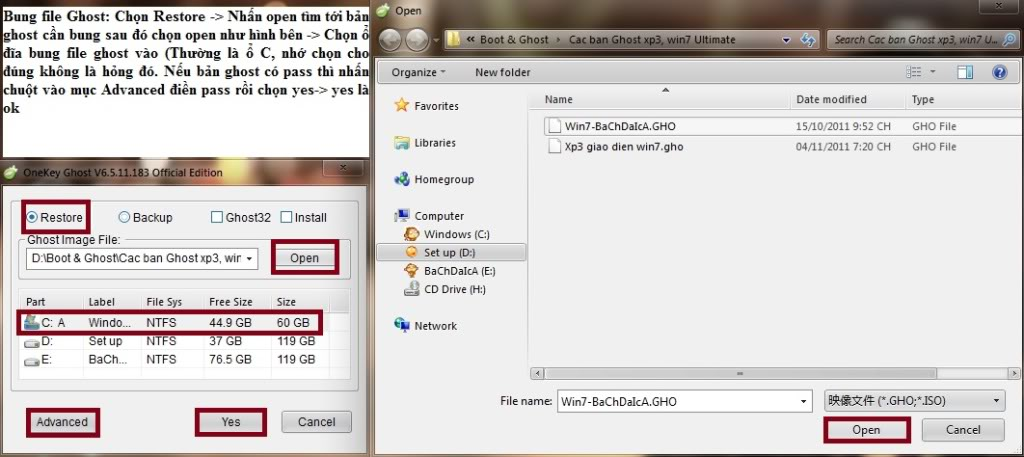 Bung file Ghost: Chọn Restore -> Nhấn open tìm tới bản
ghost cần bung sau đó chọn open như hình bên -> Chọn ổ
đĩa bung file ghost vào (Thường là ổ C, nhớ chọn cho
đúng không là hỏng đó. Nếu bản ghost có pass thì nhấn
chuột vào mục Advanced điền pass rồi chọn yes-> yes là
ok
OneKey Ghost V6.5.11.183 Official Edition
Restore Backup Ghost32 Install
Ghost Image File:
D:\Boot & Ghost\Cac ban Ghost xp3, wir Open
Part Label File Sys Free Size Size
C: A Windo... NTFS 44.9 GB 60 GB
D: Set up NTFS 37 GB 119 GB
E: BaCh... NTFS 76.5 GB 119 GB
Advanced Yes Cancel
Open
« Boot & Ghost Cac ban Ghost xp3, win7 Ultimate Search Cac ban Ghost xp3, win7 U...
Organize New folder
Favorites
Libraries
Homegroup
Computer
Windows (C:)
Set up (D:)
BaChDaIcA (E:)
CD Drive (H:)
Network
Name Date modified Type
Win7-BaChDaIcA.GHO 15/10/2011 9:52 CH GHO File
Xp3 giao dien win7.gho 04/11/2011 7:20 CH GHO File
File name: Win7-BaChDaIcA.GHO 映像文件 (*.GHO;*.ISO)
Open Cancel